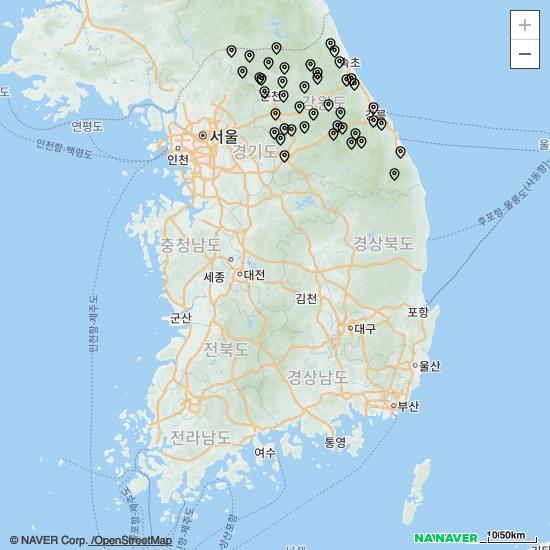 +
−
속초
춘천
강원도
강릉
연평도
서울
인천항-백령도
인천
경기도
울
후포항-울릉도(사동항)
충청남도
경상북도
세종
대전
김천
인천항-제주도
군산
포항
대구
전라북도
울산
경상남도
부산
전라남도
여수
통영
© NAVER Corp. /OpenStreetMap
NAVER
10/50km